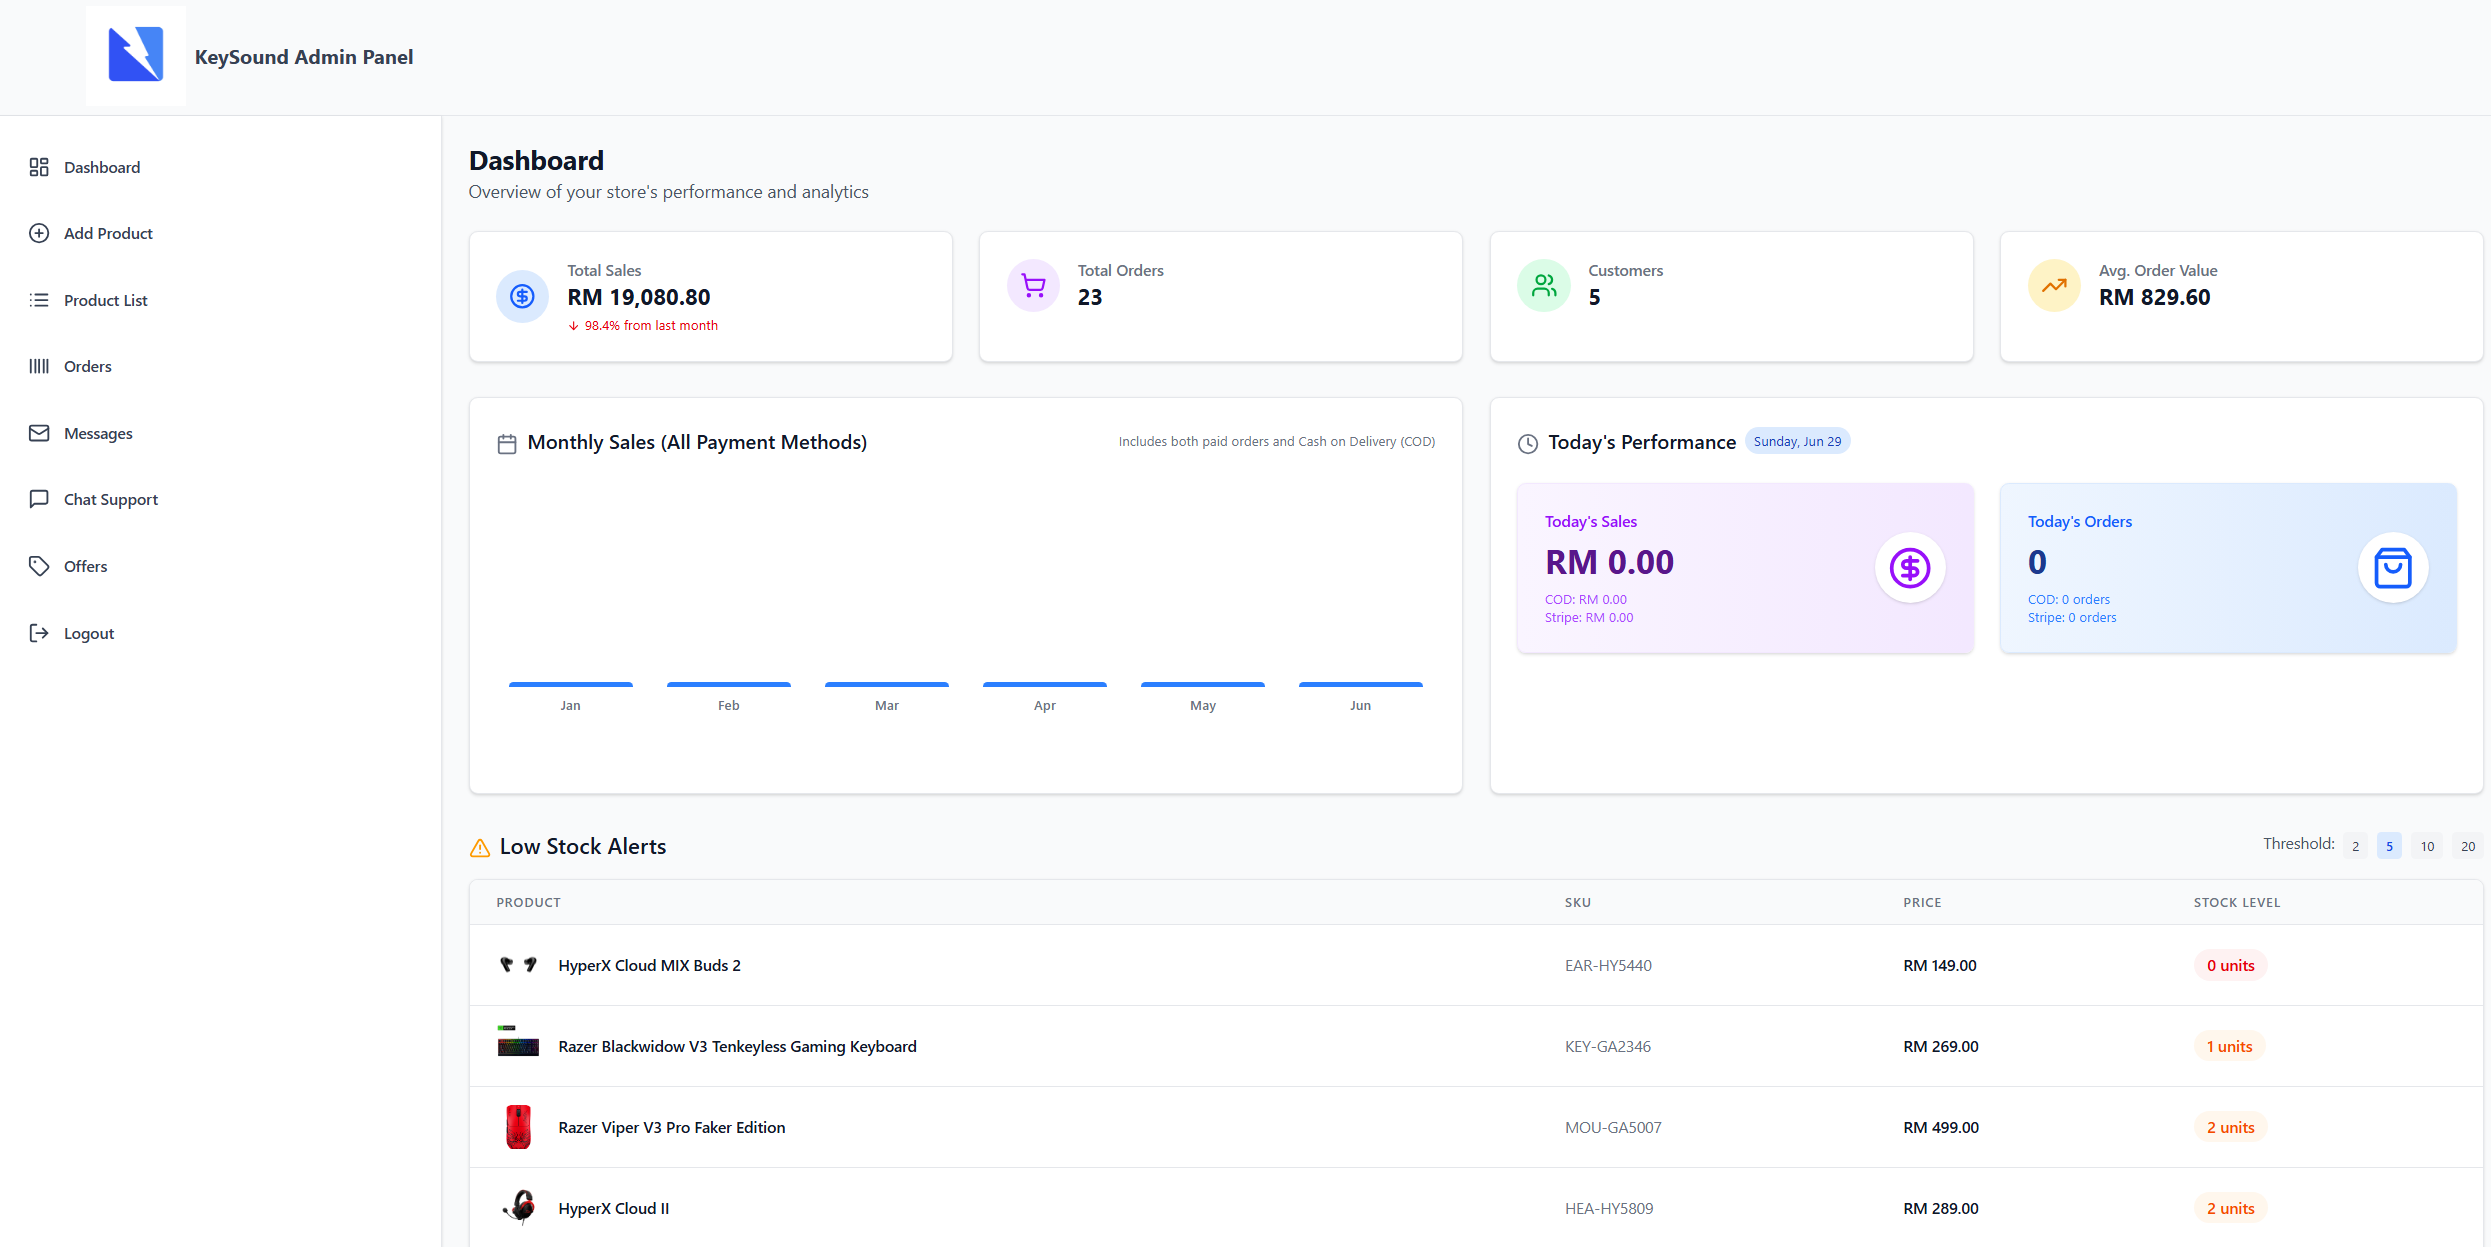 KeySound Admin Panel
Dashboard
Add Product
Product List
Orders
Messages
Chat Support
Offers
Logout
Dashboard
Overview of your store's performance and analytics
Total Sales
RM 19,080.80
↓ 98.4% from last month
Total Orders
23
Customers
5
Avg. Order Value
RM 829.60
Monthly Sales (All Payment Methods)
Includes both paid orders and Cash on Delivery (COD)
Jan Feb Mar Apr May Jun
Today's Performance Sunday, Jun 29
Today's Sales
RM 0.00
COD: RM 0.00
Stripe: RM 0.00
Today's Orders
0
COD: 0 orders
Stripe: 0 orders
Low Stock Alerts
Threshold: 2 5 10 20
PRODUCT SKU PRICE STOCK LEVEL
HyperX Cloud MIX Buds 2 EAR-HY5440 RM 149.00 0 units
Razer Blackwidow V3 Tenkeyless Gaming Keyboard KEY-GA2346 RM 269.00 1 units
Razer Viper V3 Pro Faker Edition MOU-GA5007 RM 499.00 2 units
HyperX Cloud II HEA-HY5809 RM 289.00 2 units